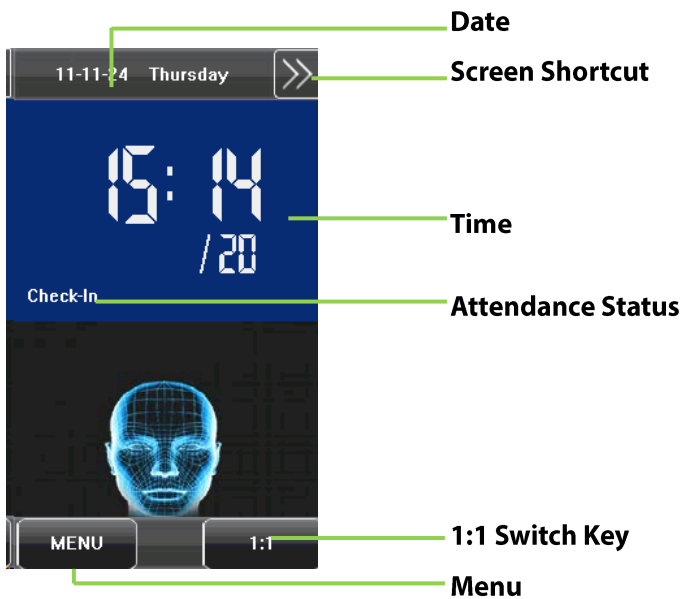 Date
11-11-24 Thursday
Screen Shortcut
15:14
Time
/20
Check-In
Attendance Status
MENU
1:1
1:1 Switch Key
Menu